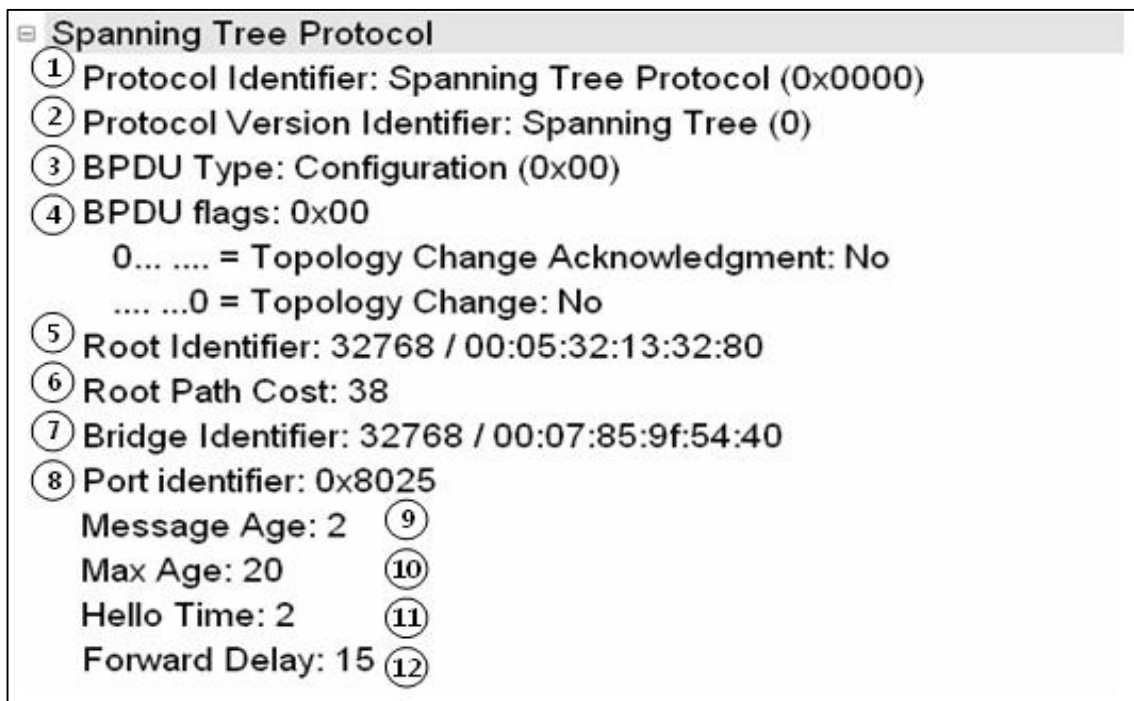 Spanning Tree Protocol
1 Protocol Identifier: Spanning Tree Protocol (0x0000)
2 Protocol Version Identifier: Spanning Tree (0)
3 BPDU Type: Configuration (0x00)
4 BPDU flags: 0x00
0... .... = Topology Change Acknowledgment: No
.... ...0 = Topology Change: No
5 Root Identifier: 32768 / 00:05:32:13:32:80
6 Root Path Cost: 38
7 Bridge Identifier: 32768 / 00:07:85:9f:54:40
8 Port identifier: 0x8025
Message Age: 2 9
Max Age: 20 10
Hello Time: 2 11
Forward Delay: 15 12